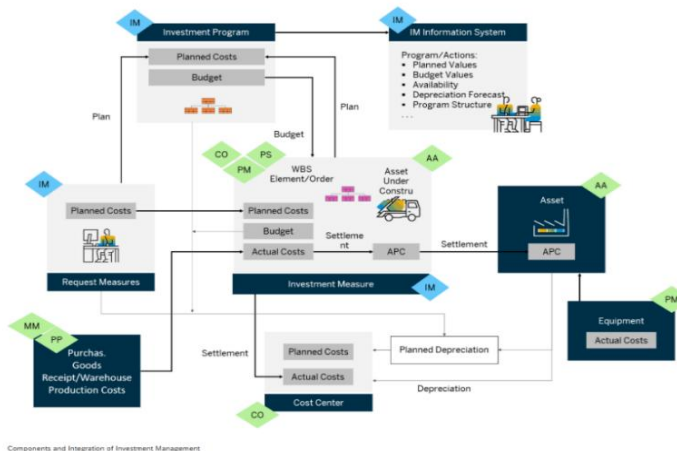 IM
Investment Program
Planned Costs
Budget
IM
IM Information System
Program/Actions:
• Planned Values
• Budget Values
• Availability
• Depreciation Forecast
• Program Structure
. . .
Plan
Plan
Budget
CO
PS
PM
AA
WBS
Element/Order
Asset
Under
Constru
Planned Costs
Budget
Actual Costs
Settleme
nt
APC
Investment Measure
IM
IM
Planned Costs
Request Measures
Settlement
AA
Asset
APC
PM
Equipment
Actual Costs
MM
PP
Purchas.
Goods
Receipt/Warehouse
Production Costs
Settlement
Planned Costs
Actual Costs
Cost Center
CO
Planned Depreciation
Depreciation
Components and Integration of Investment Management